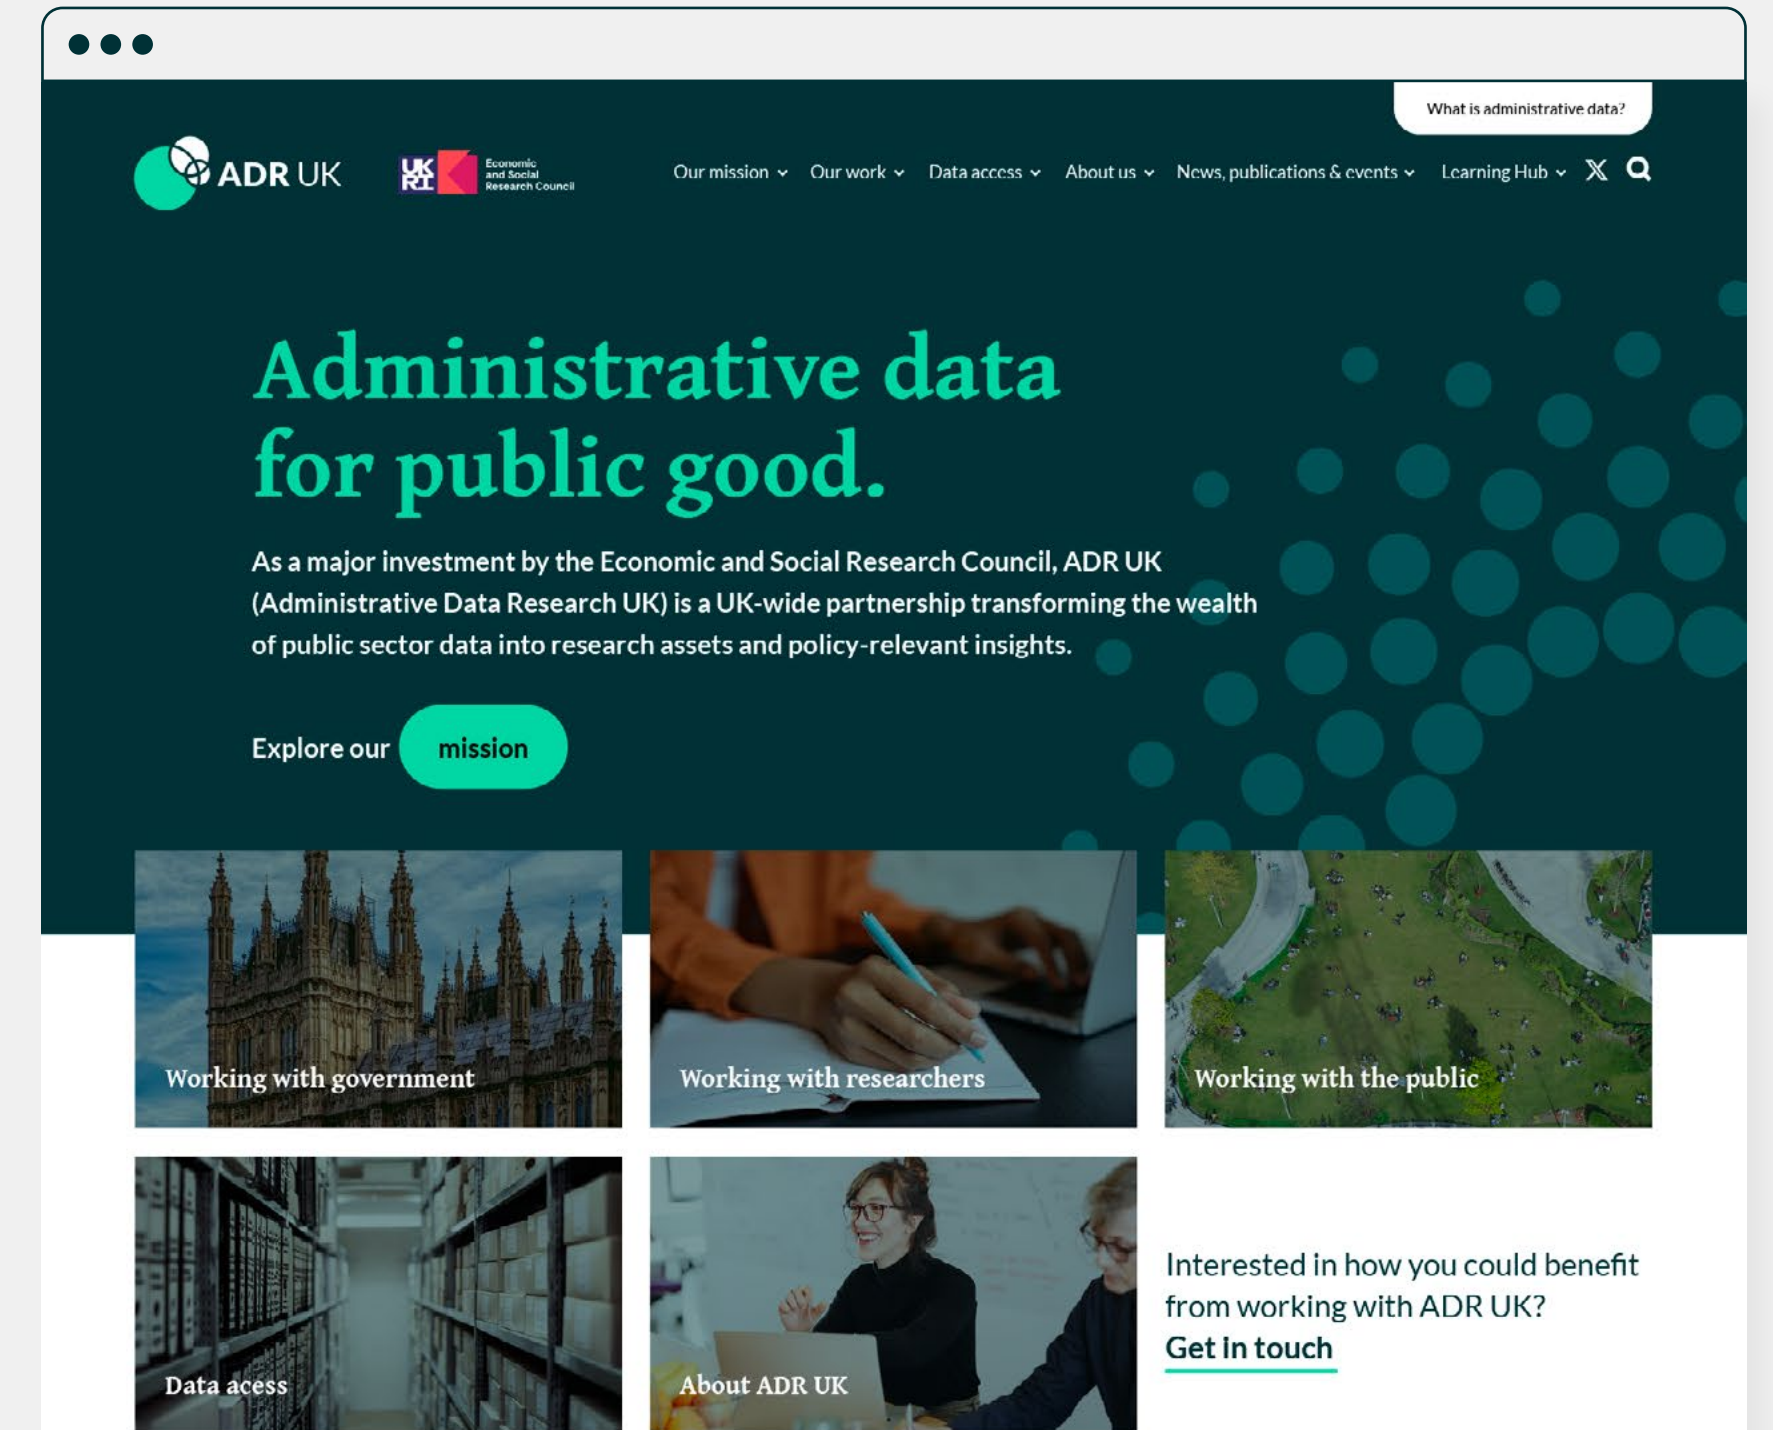 What is administrative data?
ADR UK
UKRI
Economic
and Social
Research Council
Our mission
Our work
Data access
About us
News, publications & events
Learning Hub
X
Administrative data
for public good.
As a major investment by the Economic and Social Research Council, ADR UK
(Administrative Data Research UK) is a UK-wide partnership transforming the wealth
of public sector data into research assets and policy-relevant insights.
Explore our mission
Working with government
Working with researchers
Working with the public
Data acess
About ADR UK
Interested in how you could benefit
from working with ADR UK?
Get in touch